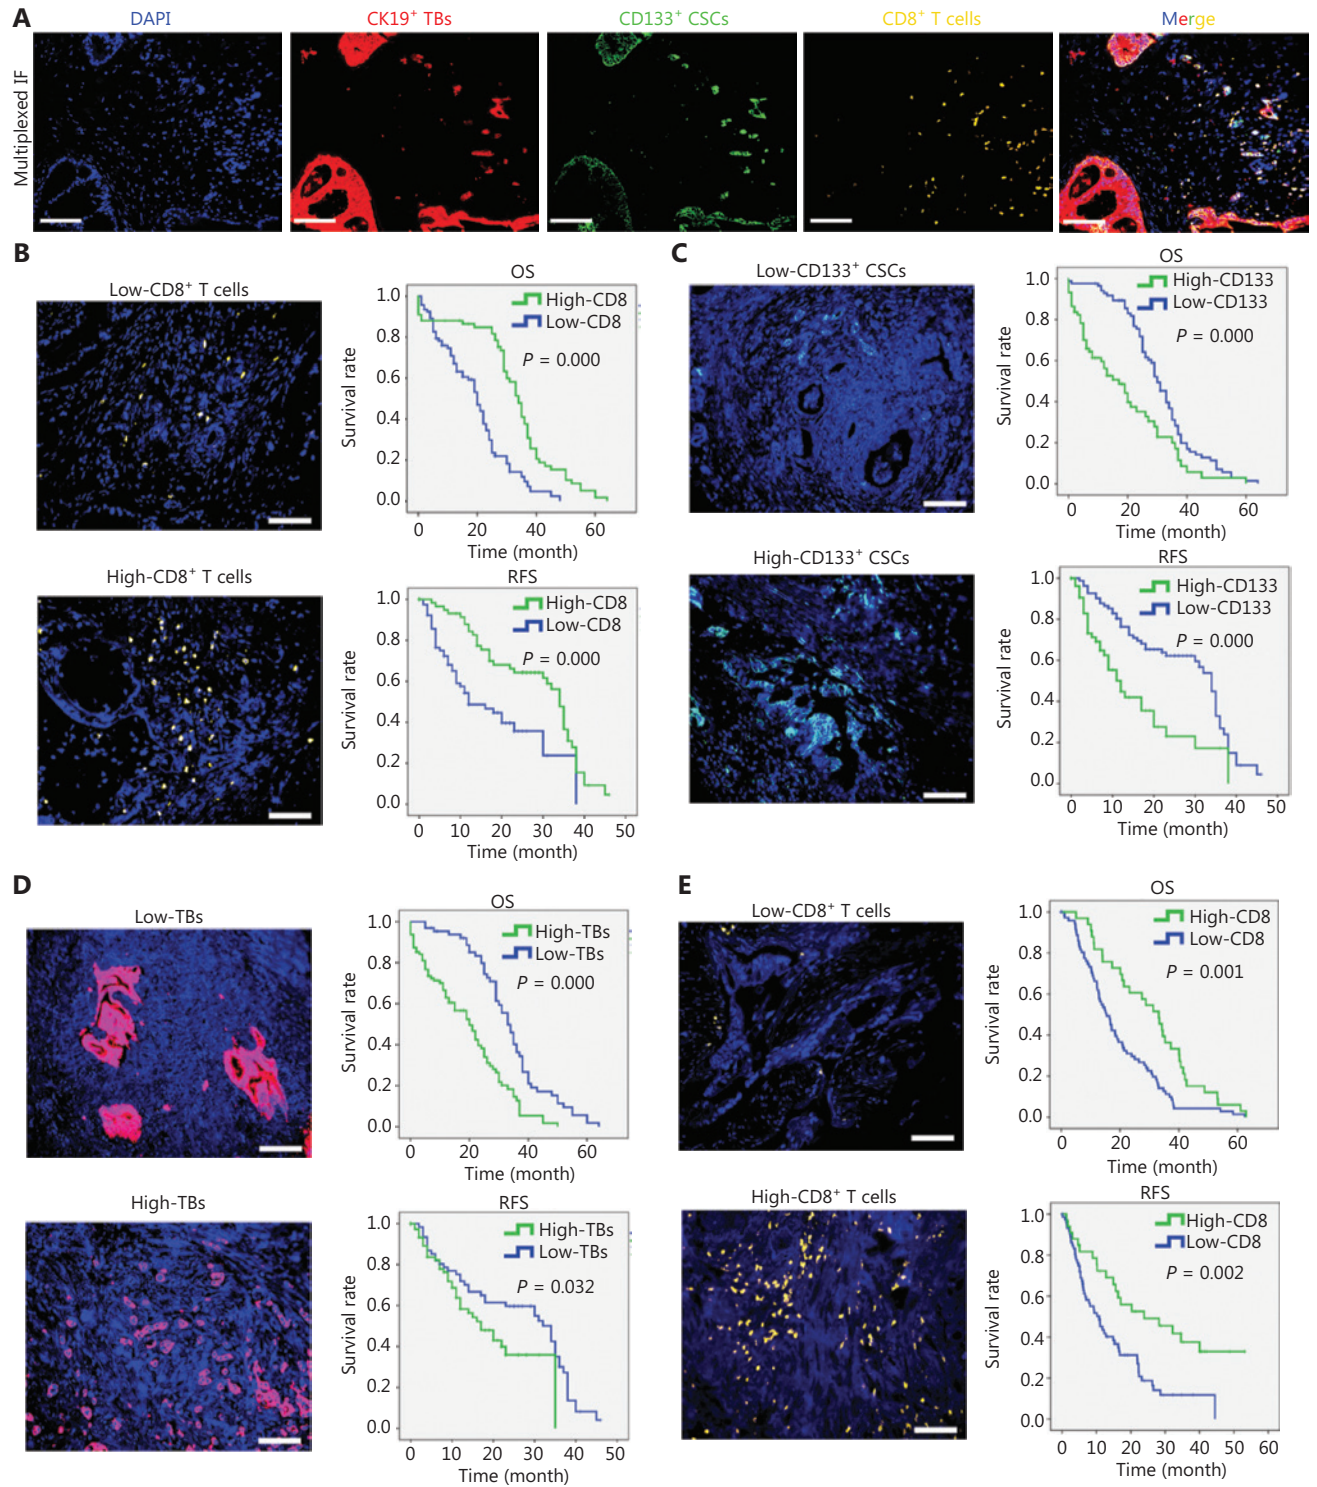 A
DAPI
CK19⁺ TBs
CD133⁺ CSCs
CD8⁺ T cells
Merge
Multiplexed IF
B
Low-CD8⁺ T cells
OS
High-CD8
Low-CD8
P = 0.000
Survival rate
1.0
0.8
0.6
0.4
0.2
0.0
0 20 40 60
Time (month)
High-CD8⁺ T cells
RFS
High-CD8
Low-CD8
P = 0.000
Survival rate
1.0
0.8
0.6
0.4
0.2
0.0
0 10 20 30 40 50
Time (month)
C
Low-CD133⁺ CSCs
OS
High-CD133
Low-CD133
P = 0.000
Survival rate
1.0
0.8
0.6
0.4
0.2
0.0
0 20 40 60
Time (month)
High-CD133⁺ CSCs
RFS
High-CD133
Low-CD133
P = 0.000
Survival rate
1.0
0.8
0.6
0.4
0.2
0.0
0 10 20 30 40 50
Time (month)
D
Low-TBs
OS
High-TBs
Low-TBs
P = 0.000
Survival rate
1.0
0.8
0.6
0.4
0.2
0.0
0 20 40 60
Time (month)
High-TBs
RFS
High-TBs
Low-TBs
P = 0.032
Survival rate
1.0
0.8
0.6
0.4
0.2
0.0
0 10 20 30 40 50
Time (month)
E
Low-CD8⁺ T cells
OS
High-CD8
Low-CD8
P = 0.001
Survival rate
1.0
0.8
0.6
0.4
0.2
0.0
0 20 40 60
Time (month)
High-CD8⁺ T cells
RFS
High-CD8
Low-CD8
P = 0.002
Survival rate
1.0
0.8
0.6
0.4
0.2
0.0
0 10 20 30 40 50 60
Time (month)